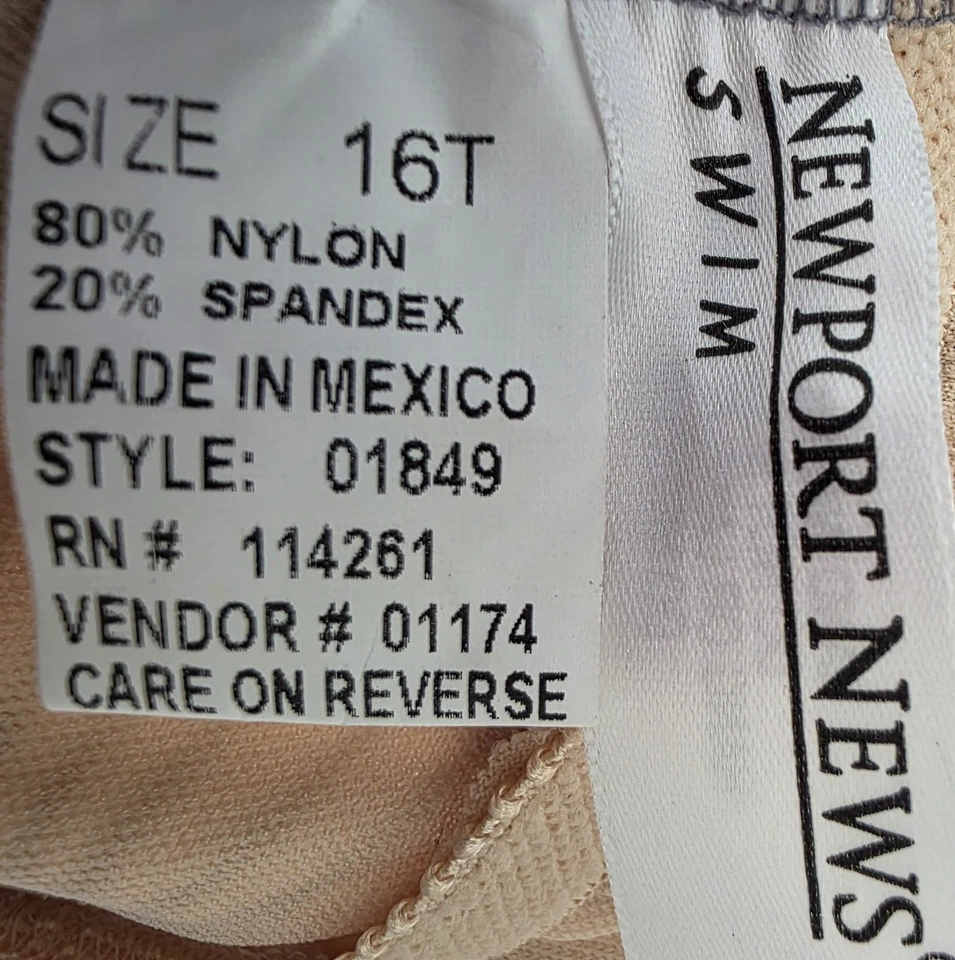 SIZE 16T
80% NYLON
20% SPANDEX
MADE IN MEXICO
STYLE: 01849
RN # 114261
VENDOR # 01174
CARE ON REVERSE
NEWPORT NEWS®
SWIM